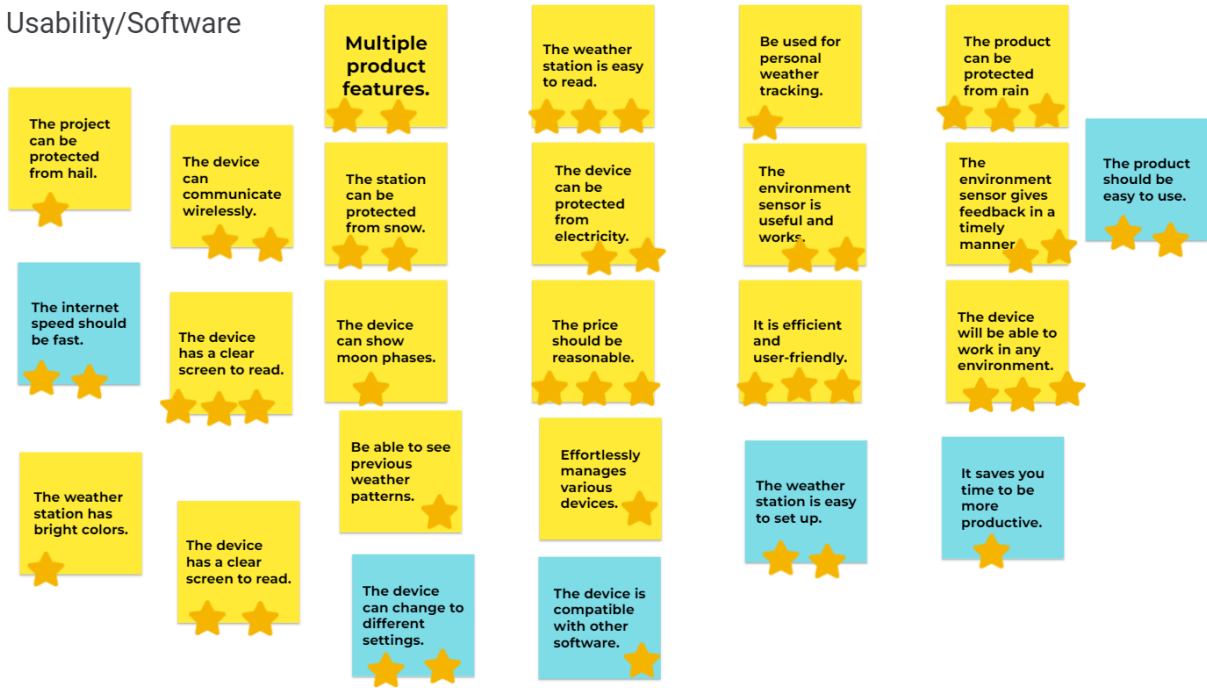 Usability/Software
Multiple
product
features.
The weather
station is easy
to read.
Be used for
personal
weather
tracking.
The product
can be
protected
from rain
The project
can be
protected
from hail.
The device
can
communicate
wirelessly.
The station
can be
protected
from snow.
The device
can be
protected
from
electricity.
The
environment
sensor is
useful and
works.
The
environment
sensor gives
feedback in a
timely
manner
The product
should be
easy to use.
The internet
speed should
be fast.
The device
has a clear
screen to read.
The device
can show
moon phases.
The price
should be
reasonable.
It is efficient
and
user-friendly.
The device
will be able to
work in any
environment.
The weather
station has
bright colors.
The device
has a clear
screen to read.
Be able to see
previous
weather
patterns.
Effortlessly
manages
various
devices.
The weather
station is easy
to set up.
It saves you
time to be
more
productive.
The device
can change to
different
settings.
The device is
compatible
with other
software.